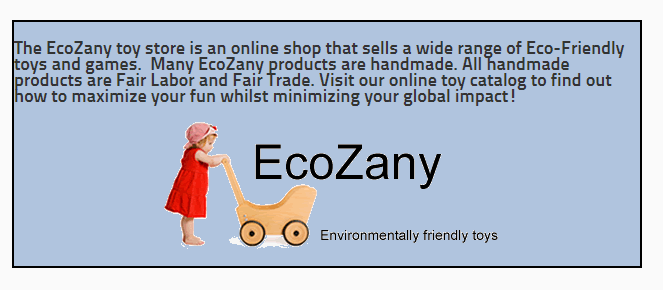 The EcoZany toy store is an online shop that sells a wide range of Eco-Friendly
toys and games.  Many EcoZany products are handmade. All handmade
products are Fair Labor and Fair Trade. Visit our online toy catalog to find out
how to maximize your fun whilst minimizing your global impact!
EcoZany
Environmentally friendly toys